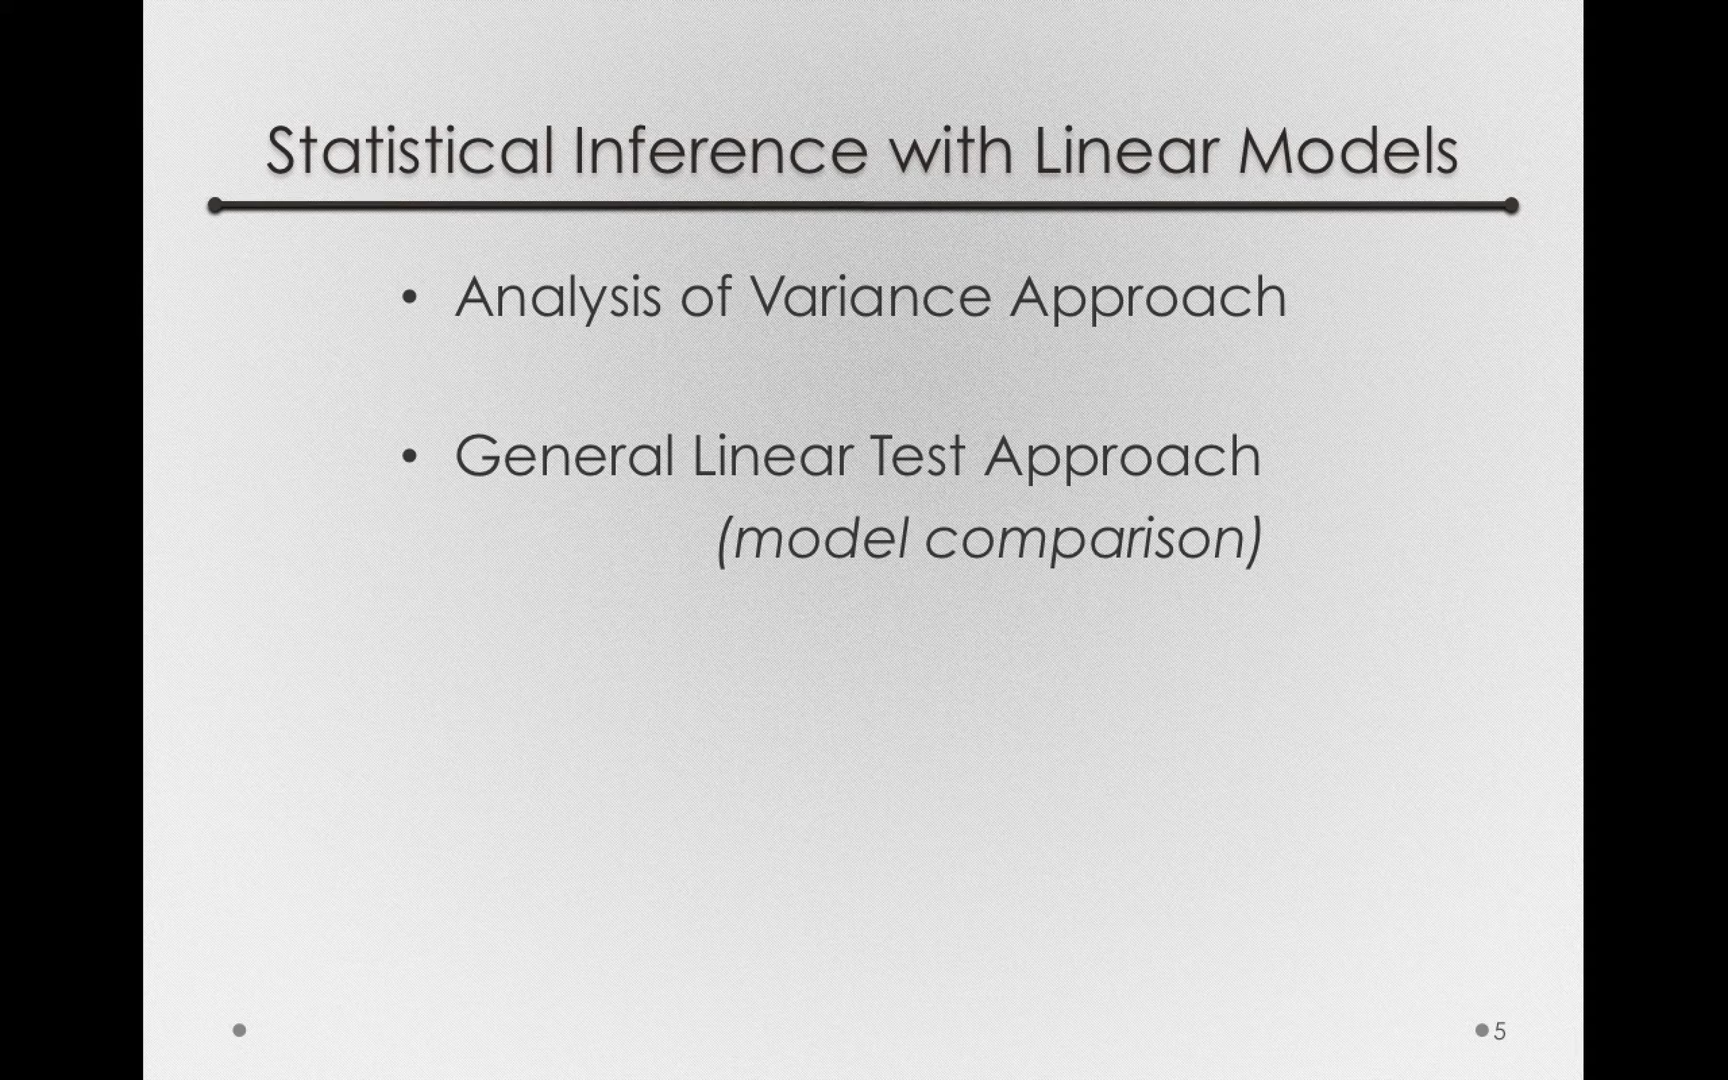 Statistical Inference with Linear Models
• Analysis of Variance Approach
• General Linear Test Approach
(model comparison)
5